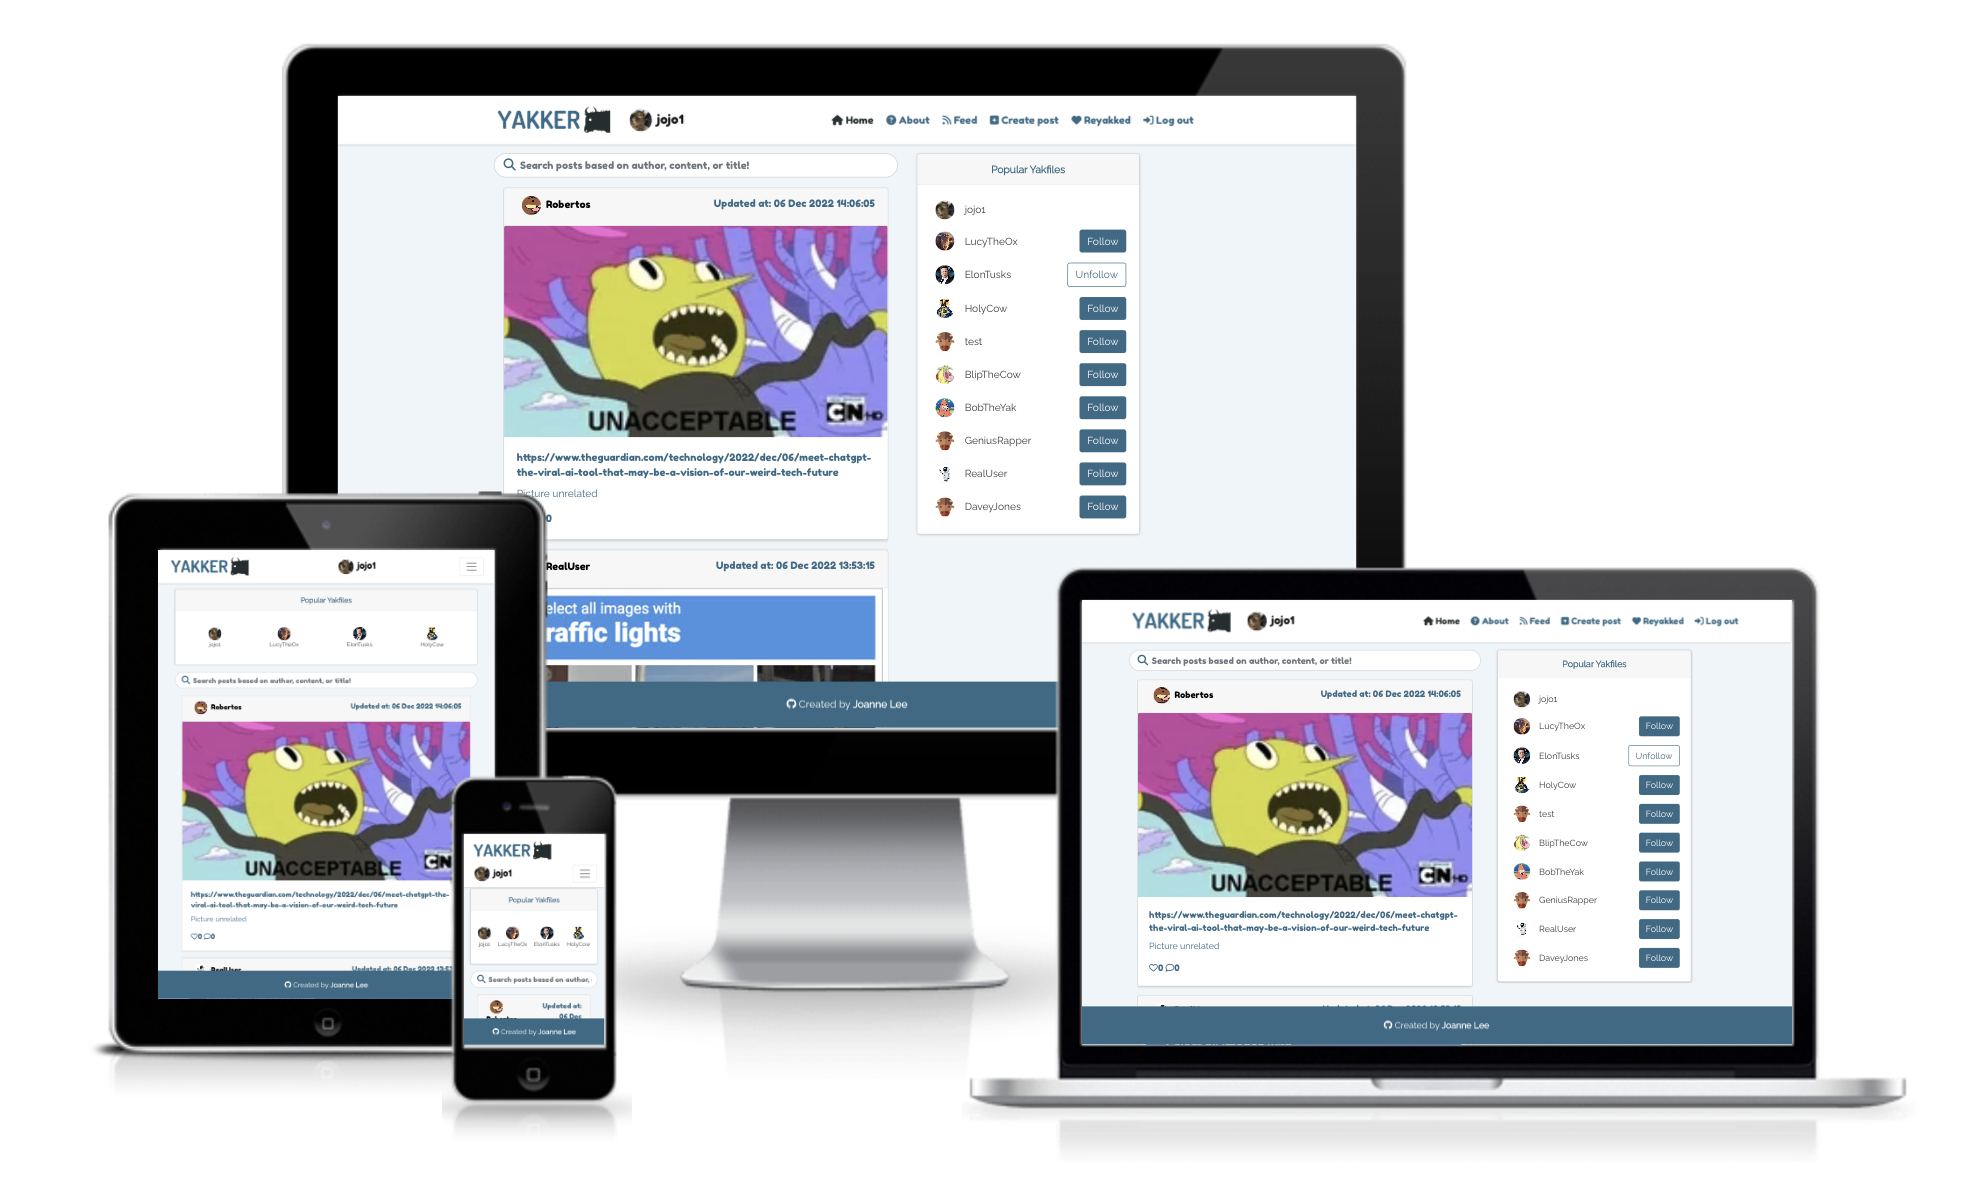 YAKKER
jojo1
Home About Feed Create post Reyakked Log out
Search posts based on author, content, or title!
Robertos
Updated at: 06 Dec 2022 14:06:05
UNACCEPTABLE
CN HD
https://www.theguardian.com/technology/2022/dec/06/meet-chatgpt-
the-viral-ai-tool-that-may-be-a-vision-of-our-weird-tech-future
Picture unrelated
0
RealUser
Updated at: 06 Dec 2022 13:53:15
elect all images with
raffic lights
Popular Yakfiles
jojo1
LucyTheOx Follow
ElonTusks Unfollow
HolyCow Follow
test Follow
BlipTheCow Follow
BobTheYak Follow
GeniusRapper Follow
RealUser Follow
DaveyJones Follow
Created by Joanne Lee
YAKKER
jojo1
Popular Yakfiles
jojo1 LucyTheOx ElonTusks HolyCow
Search posts based on author, content, or title!
Robertos
Updated at: 06 Dec 2022 14:06:05
UNACCEPTABLE
CN
https://www.theguardian.com/technology/2022/dec/06/meet-chatgpt-the-
viral-ai-tool-that-may-be-a-vision-of-our-weird-tech-future
Picture unrelated
0 0
RealUser
Updated at: 06 Dec 2022
Created by Joanne Lee
YAKKER
jojo1
Popular Yakfiles
jojo1 LucyTheOx ElonTusks HolyCow
Search posts based on author,
Updated at:
Robertos
06 Dec
Created by Joanne Lee
YAKKER
jojo1
Home About Feed Create post Reyakked Log out
Search posts based on author, content, or title!
Robertos
Updated at: 06 Dec 2022 14:06:05
UNACCEPTABLE
CN HD
https://www.theguardian.com/technology/2022/dec/06/meet-chatgpt-
the-viral-ai-tool-that-may-be-a-vision-of-our-weird-tech-future
Picture unrelated
0 0
Popular Yakfiles
jojo1
LucyTheOx Follow
ElonTusks Unfollow
HolyCow Follow
test Follow
BlipTheCow Follow
BobTheYak Follow
GeniusRapper Follow
RealUser Follow
DaveyJones Follow
Created by Joanne Lee